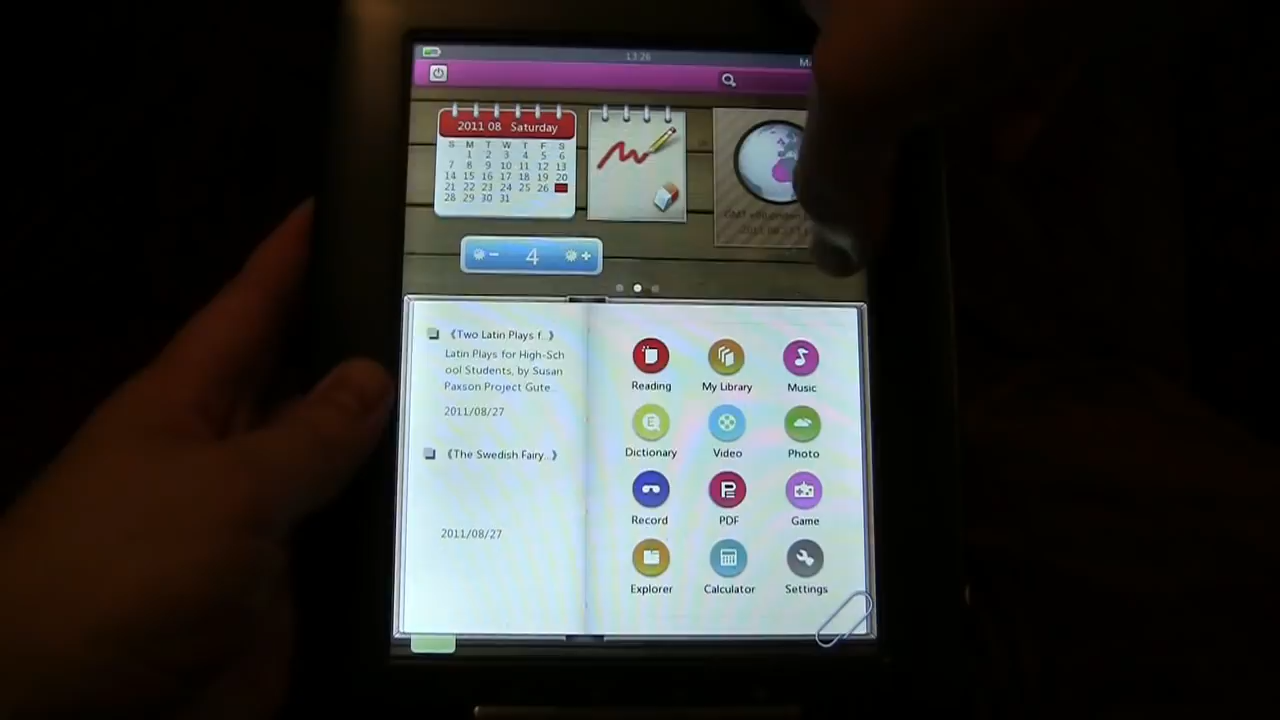 13:26
2011 08 Saturday
S M T W T F S
1 2 3 4 5 6
7 8 9 10 11 12 13
14 15 16 17 18 19 20
21 22 23 24 25 26
28 29 30 31
4
《Two Latin Plays f..》
Latin Plays for High-Sch
ool Students, by Susan
Paxson Project Gute...
2011/08/27
《The Swedish Fairy..》
2011/08/27
Reading My Library Music
E
Dictionary Video Photo
Record PDF Game
Explorer Calculator Settings